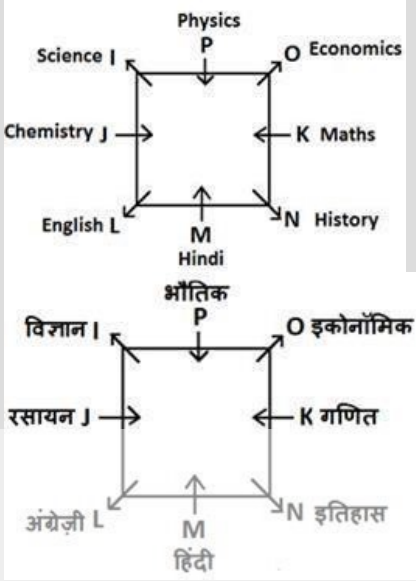 Physics
P
Science I
O Economics
Chemistry J
K Maths
English L
N History
M
Hindi
भौतिक
P
विज्ञान I
O इकोनॉमिक
रसायन J
K गणित
अंग्रेज़ी L
N इतिहास
M
हिंदी